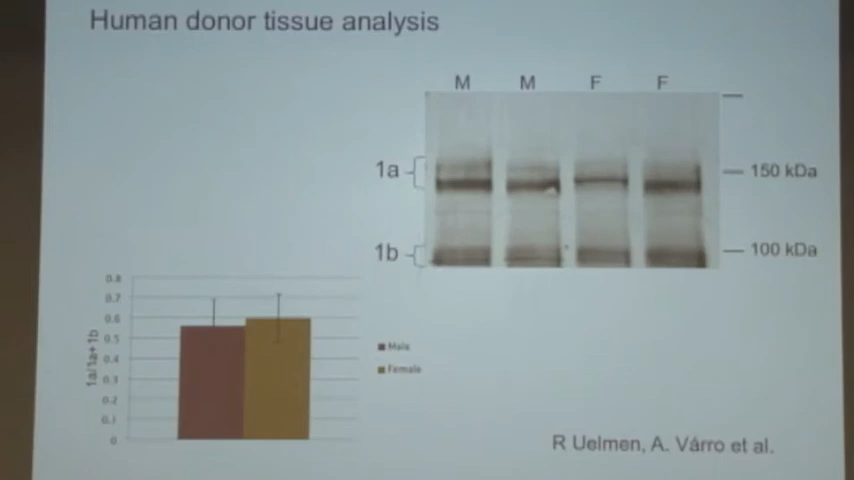 Human donor tissue analysis
M M F F
1a
150 kDa
1b
100 kDa
0.8
0.7
0.6
0.5
0.4
0.3
0.2
0.1
0
1a/1a+1b
Male
Female
R Uelmen, A. Várro et al.